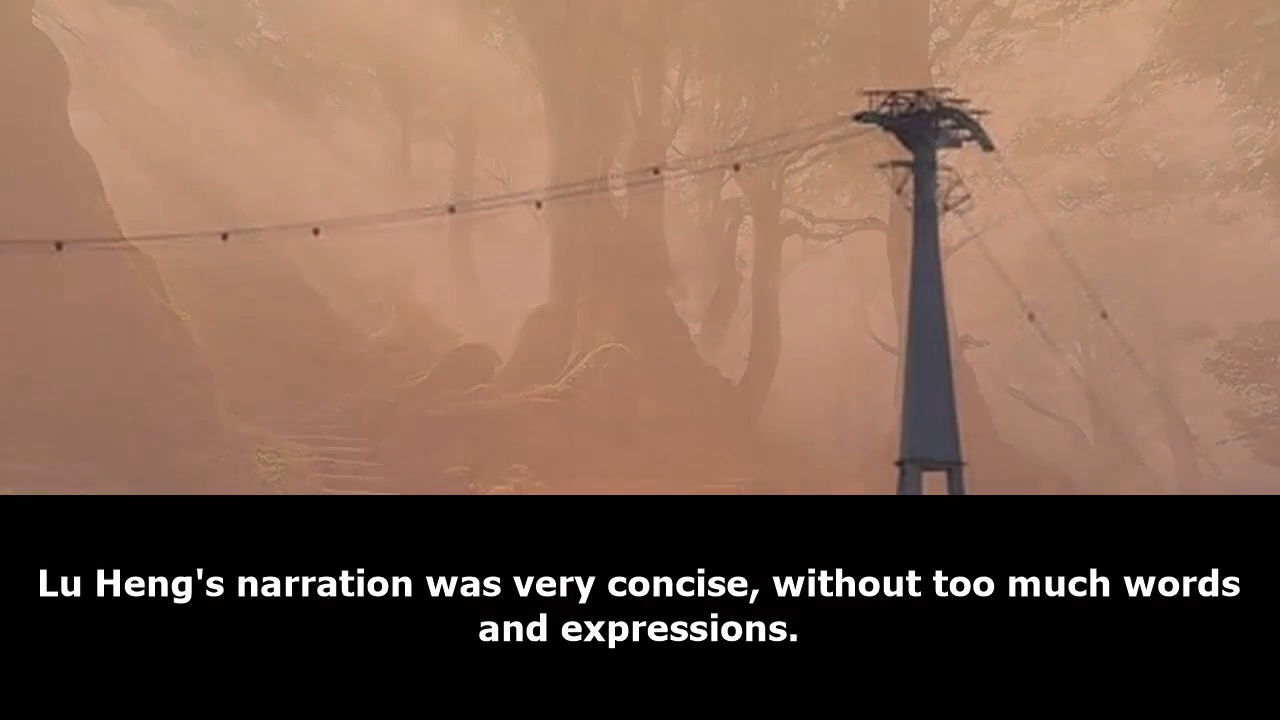 Lu Heng's narration was very concise, without too much words
and expressions.